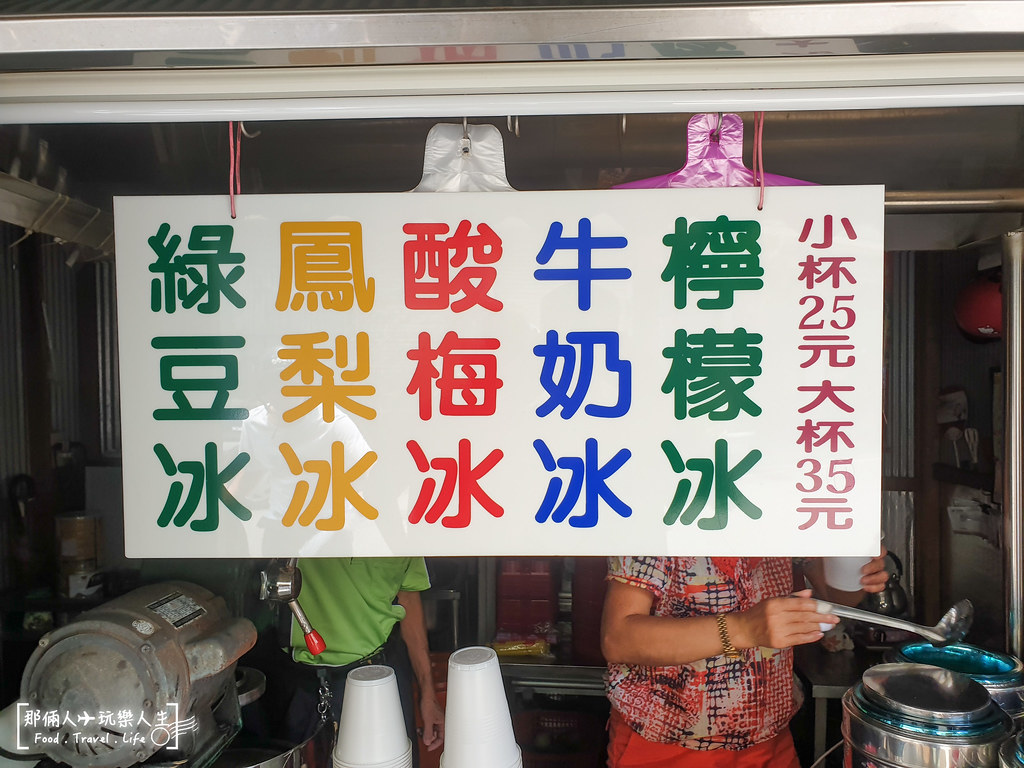 檸檬冰
牛奶冰
酸梅冰
鳳梨冰
綠豆冰
小杯25元大杯35元
那倆人玩樂人生
Food . Travel . Life